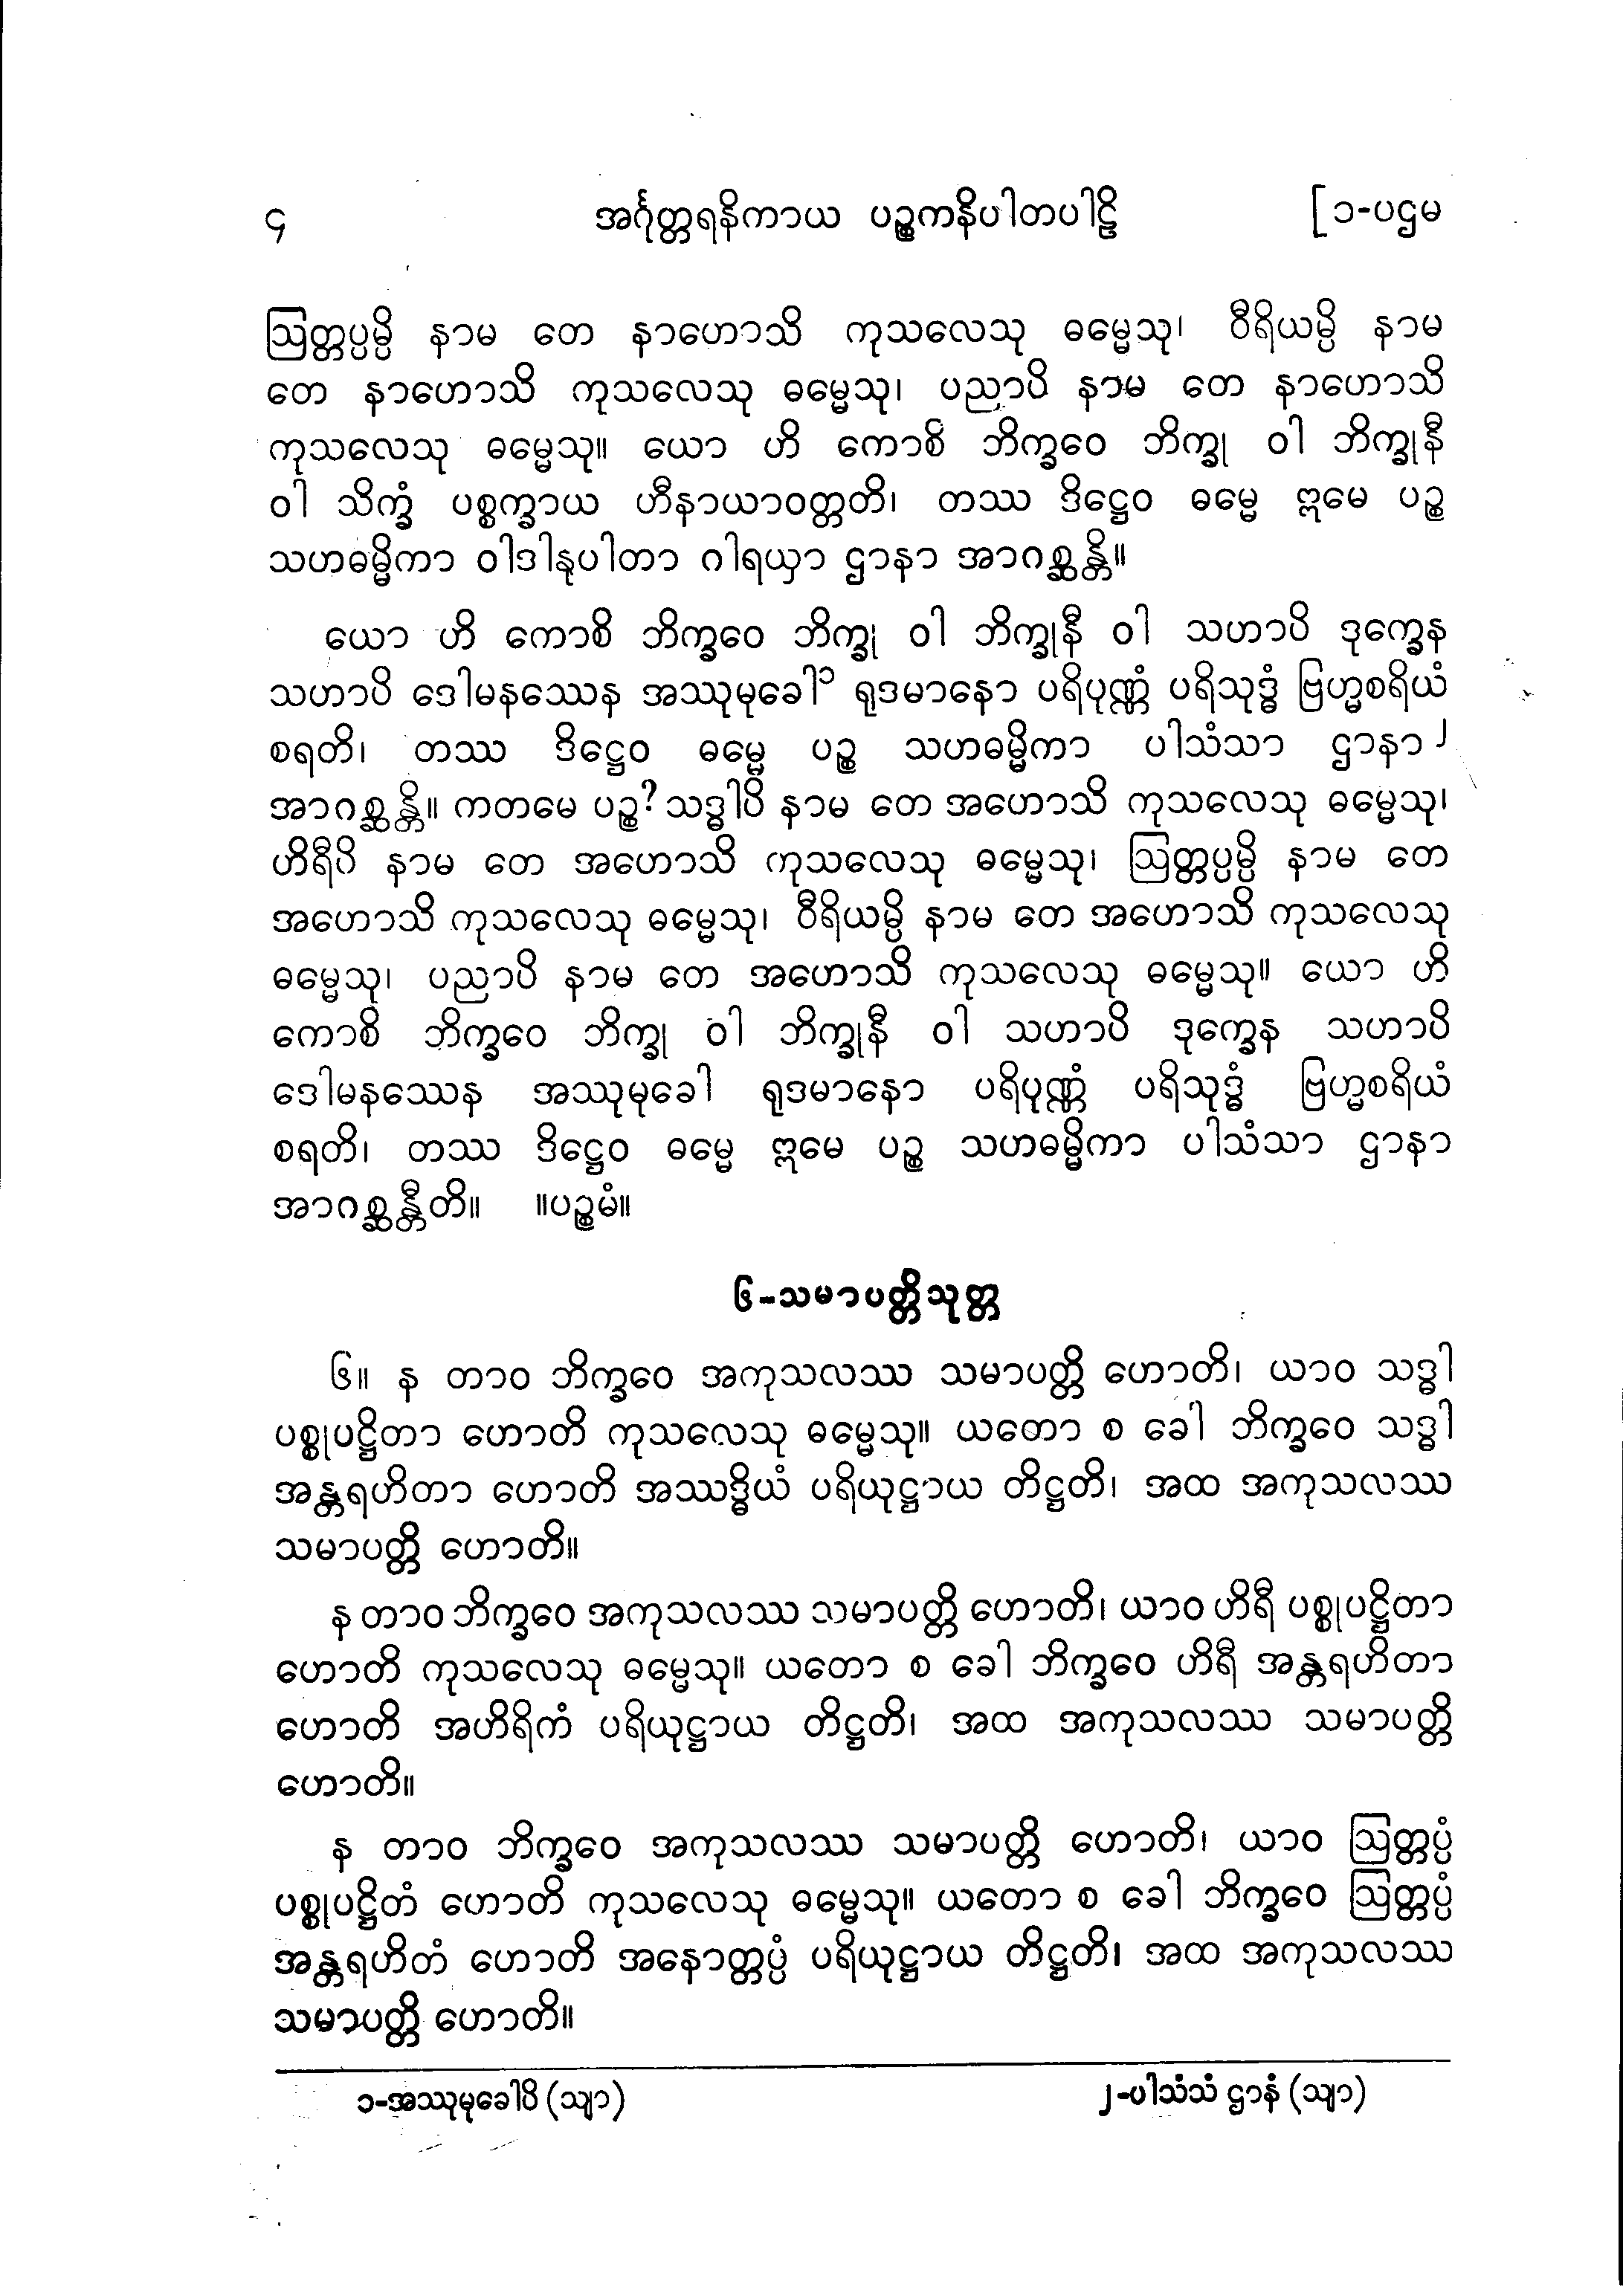 ၄ အင်္ဂုတ္တရနိကာယ ပဉ္စကနိပါတပါဠိ [၁-ပဌမ
ဩတ္တပ္ပမ္ပိ နာမ တေ နာဟောသိ ကုသလေသု ဓမ္မေသု၊ ဝီရိယမ္ပိ နာမ
တေ နာဟောသိ ကုသလေသု ဓမ္မေသု၊ ပညာပိ နာမ တေ နာဟောသိ
ကုသလေသု ဓမ္မေသု။ ယော ဟိ ကောစိ ဘိက္ခဝေ ဘိက္ခု ဝါ ဘိက္ခုနီ
ဝါ သိက္ခံ ပစ္စက္ခာယ ဟီနာယာဝတ္တတိ၊ တဿ ဒိဋ္ဌေဝ ဓမ္မေ ဣမေ ပဉ္စ
သဟဓမ္မိကာ ဝါဒါနုပါတာ ဂါရယှာ ဌာနာ အာဂစ္ဆန္တိ။
ယော ဟိ ကောစိ ဘိက္ခဝေ ဘိက္ခု ဝါ ဘိက္ခုနီ ဝါ သဟာပိ ဒုက္ခေန
သဟာပိ ဒေါမနဿေန အဿုမုခေါ၁ ရုဒမာနော ပရိပုဏ္ဏံ ပရိသုဒ္ဓံ ဗြဟ္မစရိယံ
စရတိ၊ တဿ ဒိဋ္ဌေဝ ဓမ္မေ ပဉ္စ သဟဓမ္မိကာ ပါသံသာ ဌာနာ၂
အာဂစ္ဆန္တိ။ ကတမေ ပဉ္စ? သဒ္ဓါပိ နာမ တေ အဟောသိ ကုသလေသု ဓမ္မေသု၊
ဟိရီပိ နာမ တေ အဟောသိ ကုသလေသု ဓမ္မေသု၊ ဩတ္တပ္ပမ္ပိ နာမ တေ
အဟောသိ ကုသလေသု ဓမ္မေသု၊ ဝီရိယမ္ပိ နာမ တေ အဟောသိ ကုသလေသု
ဓမ္မေသု၊ ပညာပိ နာမ တေ အဟောသိ ကုသလေသု ဓမ္မေသု။ ယော ဟိ
ကောစိ ဘိက္ခဝေ ဘိက္ခု ဝါ ဘိက္ခုနီ ဝါ သဟာပိ ဒုက္ခေန သဟာပိ
ဒေါမနဿေန အဿုမုခေါ ရုဒမာနော ပရိပုဏ္ဏံ ပရိသုဒ္ဓံ ဗြဟ္မစရိယံ
စရတိ၊ တဿ ဒိဋ္ဌေဝ ဓမ္မေ ဣမေ ပဉ္စ သဟဓမ္မိကာ ပါသံသာ ဌာနာ
အာဂစ္ဆန္တီတိ။ ။ပဉ္စမံ။
၆-သမာပတ္တိသုတ္တ
၆။ န တာဝ ဘိက္ခဝေ အကုသလဿ သမာပတ္တိ ဟောတိ၊ ယာဝ သဒ္ဓါ
ပစ္စုပဋ္ဌိတာ ဟောတိ ကုသလေသု ဓမ္မေသု။ ယတော စ ခေါ ဘိက္ခဝေ သဒ္ဓါ
အန္တရဟိတာ ဟောတိ အဿဒ္ဓိယံ ပရိယုဋ္ဌာယ တိဋ္ဌတိ၊ အထ အကုသလဿ
သမာပတ္တိ ဟောတိ။
န တာဝ ဘိက္ခဝေ အကုသလဿ သမာပတ္တိ ဟောတိ၊ ယာဝ ဟိရီ ပစ္စုပဋ္ဌိတာ
ဟောတိ ကုသလေသု ဓမ္မေသု။ ယတော စ ခေါ ဘိက္ခဝေ ဟိရီ အန္တရဟိတာ
ဟောတိ အဟိရိကံ ပရိယုဋ္ဌာယ တိဋ္ဌတိ၊ အထ အကုသလဿ သမာပတ္တိ
ဟောတိ။
န တာဝ ဘိက္ခဝေ အကုသလဿ သမာပတ္တိ ဟောတိ၊ ယာဝ ဩတ္တပ္ပံ
ပစ္စုပဋ္ဌိတံ ဟောတိ ကုသလေသု ဓမ္မေသု။ ယတော စ ခေါ ဘိက္ခဝေ ဩတ္တပ္ပံ
အန္တရဟိတံ ဟောတိ အနောတ္တပ္ပံ ပရိယုဋ္ဌာယ တိဋ္ဌတိ၊ အထ အကုသလဿ
သမာပတ္တိ ဟောတိ။
၁-အဿုမုခေါပိ (သျာ) ၂-ပါသံသံ ဌာနံ (သျာ)